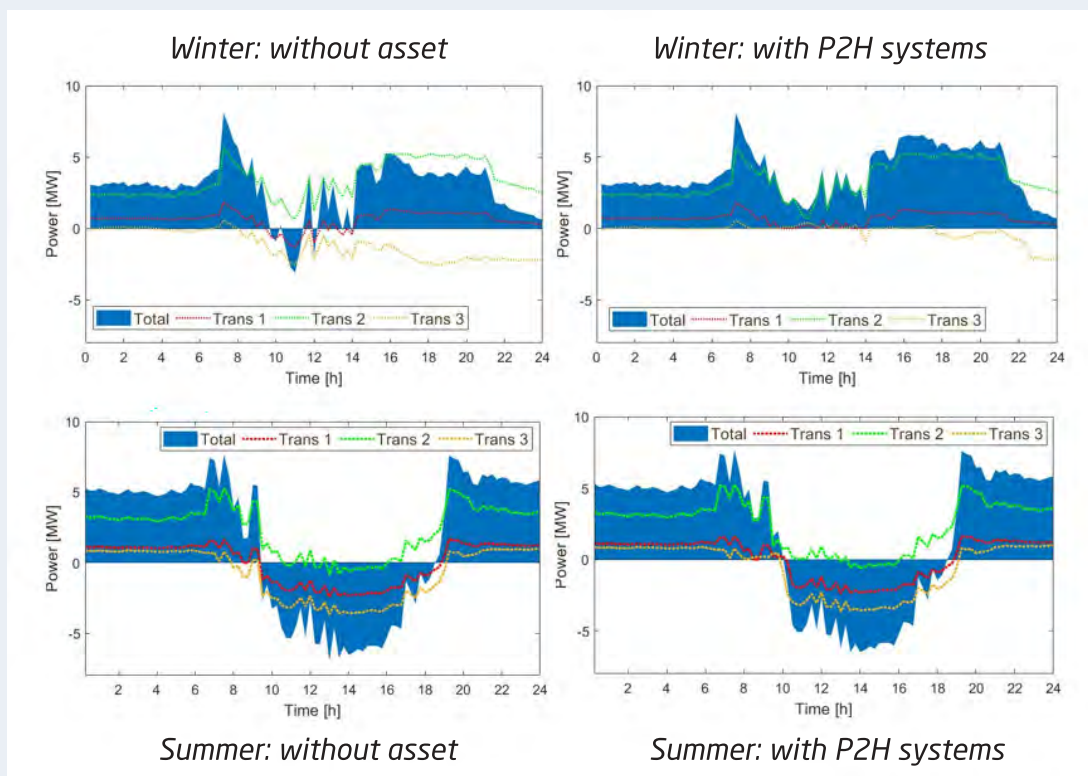 Winter: without asset
Winter: with P2H systems
10
5
0
-5
Power [MW]
Total Trans 1 Trans 2 Trans 3
0 2 4 6 8 10 12 14 16 18 20 22 24
Time [h]
10
5
0
-5
Power [MW]
Total Trans 1 Trans 2 Trans 3
0 2 4 6 8 10 12 14 16 18 20 22 24
Time [h]
10
5
0
-5
Power [MW]
Total Trans 1 Trans 2 Trans 3
2 4 6 8 10 12 14 16 18 20 22 24
Time [h]
10
5
0
-5
Power [MW]
Total Trans 1 Trans 2 Trans 3
2 4 6 8 10 12 14 16 18 20 22 24
Time [h]
Summer: without asset
Summer: with P2H systems